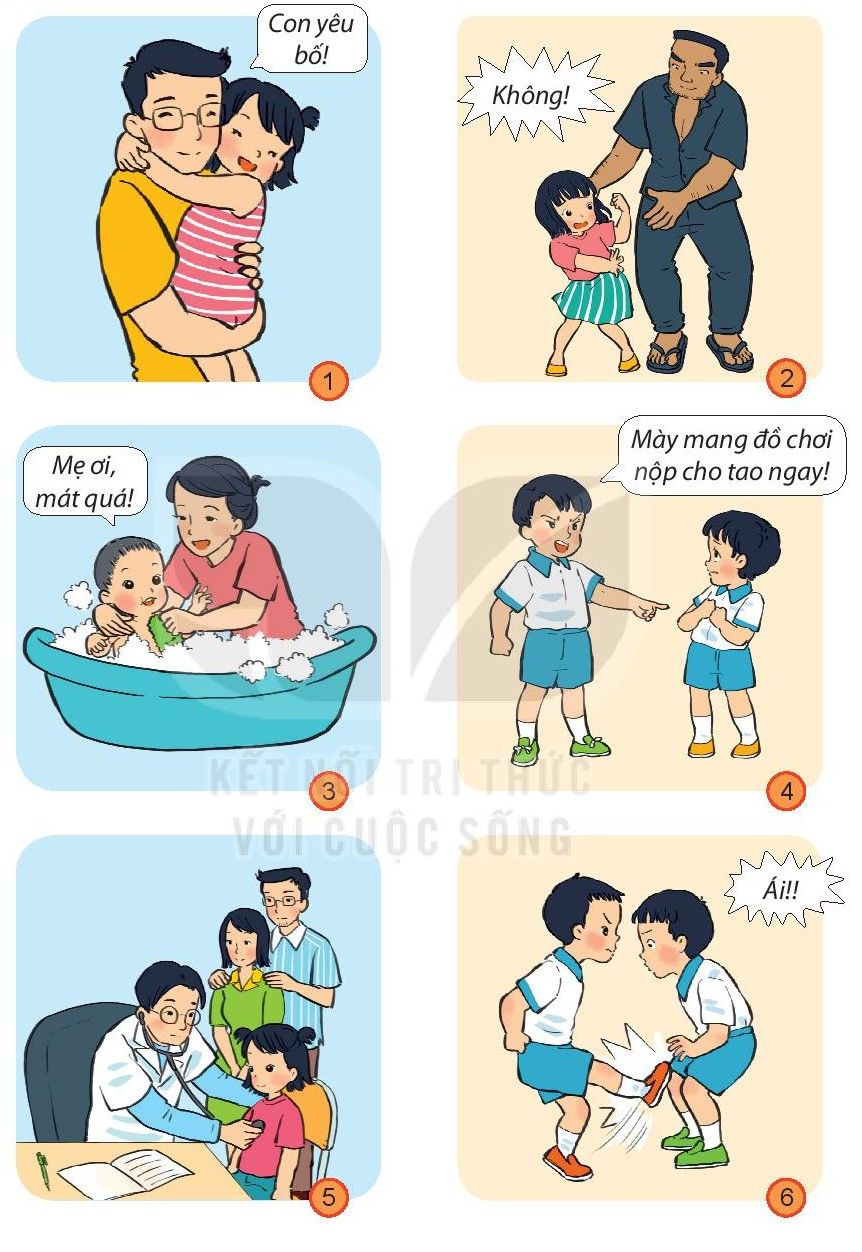 Con yêu
bố!
Không!
1
2
Mẹ ơi,
mát quá!
Mày mang đồ chơi
nộp cho tao ngay!
KẾT NỐI TRI THỨC
VỚI CUỘC SỐNG
3
4
Ái!!
5
6